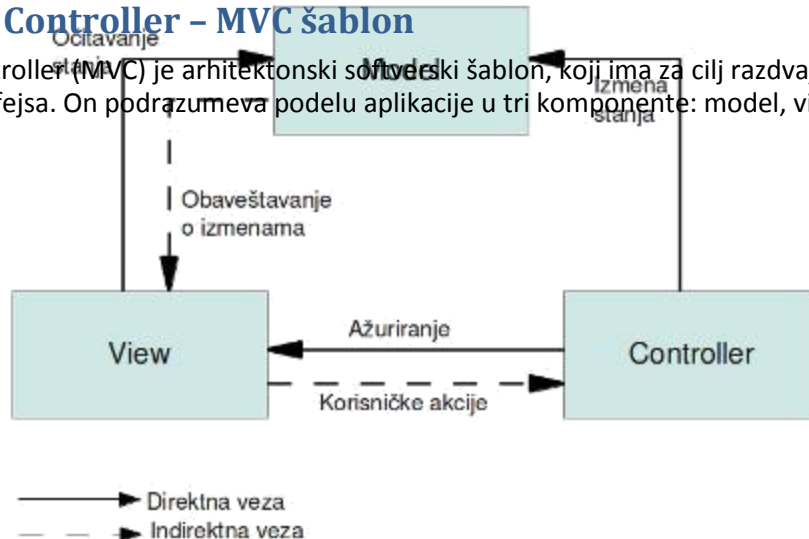 Controller – MVC šablon
Očitavanje
stanja
troller (MVC) je arhitektonski softverski šablon, koji ima za cilj razdva
Model
Izmena
stanja
fejsa. On podrazumeva podelu aplikacije u tri komponente: model, vi
Obaveštavanje
o izmenama
View
Ažuriranje
Controller
Korisničke akcije
Direktna veza
Indirektna veza